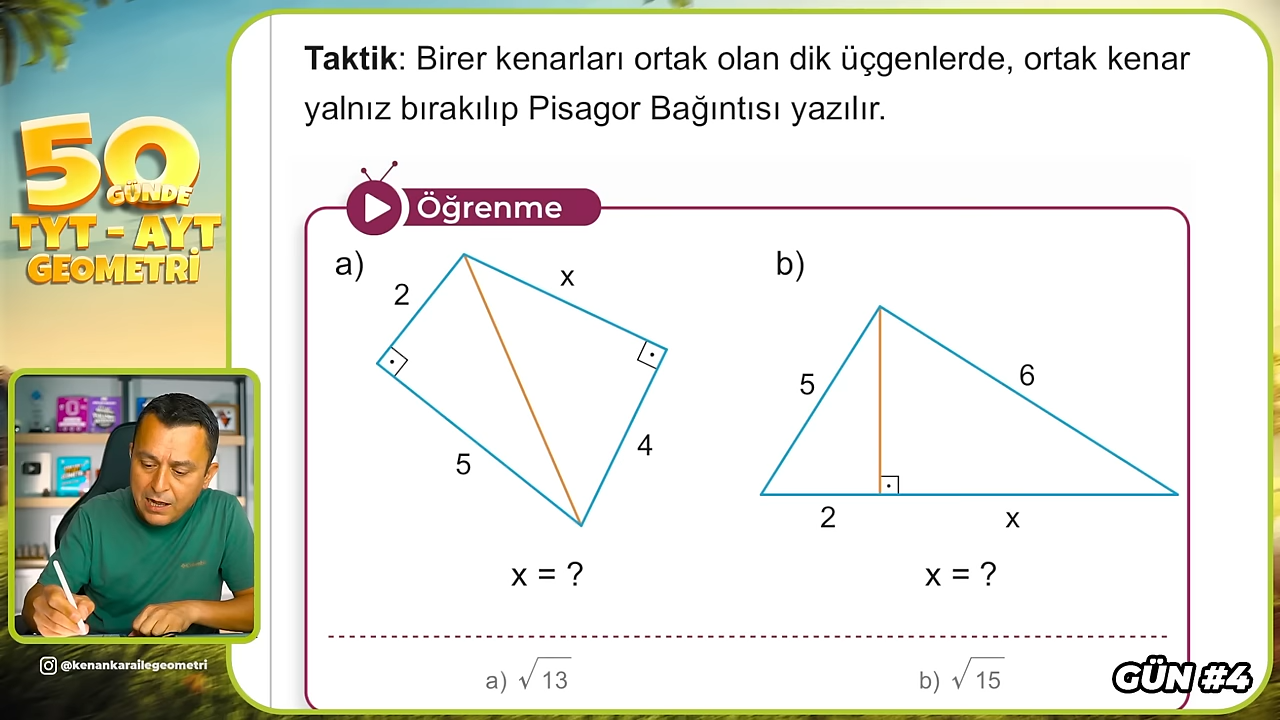 50
GÜNDE
TYT - AYT
GEOMETRİ
Taktik: Birer kenarları ortak olan dik üçgenlerde, ortak kenar
yalnız bırakılıp Pisagor Bağıntısı yazılır.
Öğrenme
a)
2
x
5
4
x = ?
b)
5
6
2
x
x = ?
a) √13
b) √15
@kenankarailegeometri
GÜN #4